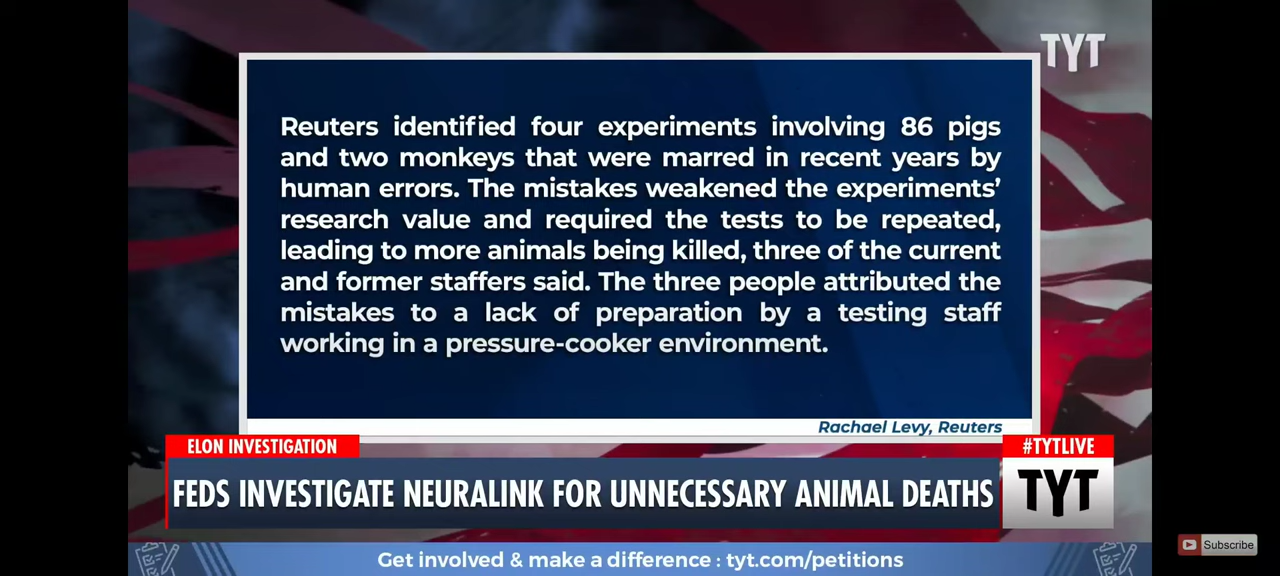 TYT
Reuters identified four experiments involving 86 pigs
and two monkeys that were marred in recent years by
human errors. The mistakes weakened the experiments’
research value and required the tests to be repeated,
leading to more animals being killed, three of the current
and former staffers said. The three people attributed the
mistakes to a lack of preparation by a testing staff
working in a pressure-cooker environment.
Rachael Levy, Reuters
ELON INVESTIGATION
#TYTLIVE
FEDS INVESTIGATE NEURALINK FOR UNNECESSARY ANIMAL DEATHS
TYT
Subscribe
Get involved & make a difference : tyt.com/petitions